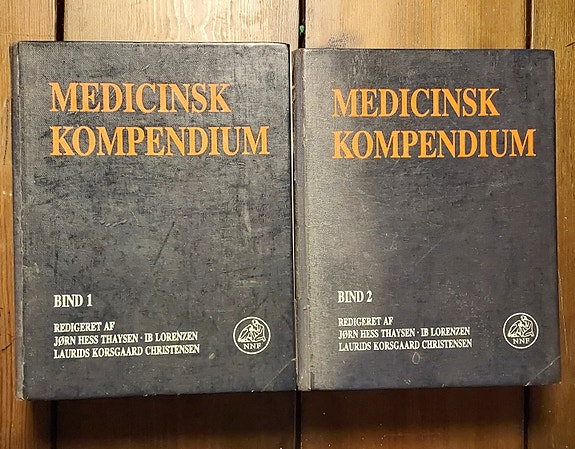 MEDICINSK
KOMPENDIUM
BIND 1
REDIGERET AF
JØRN HESS THAYSEN · IB LORENZEN
LAURIDS KORSGAARD CHRISTENSEN
NNF
MEDICINSK
KOMPENDIUM
BIND 2
REDIGERET AF
JØRN HESS THAYSEN · IB LORENZEN
LAURIDS KORSGAARD CHRISTENSEN
NNF